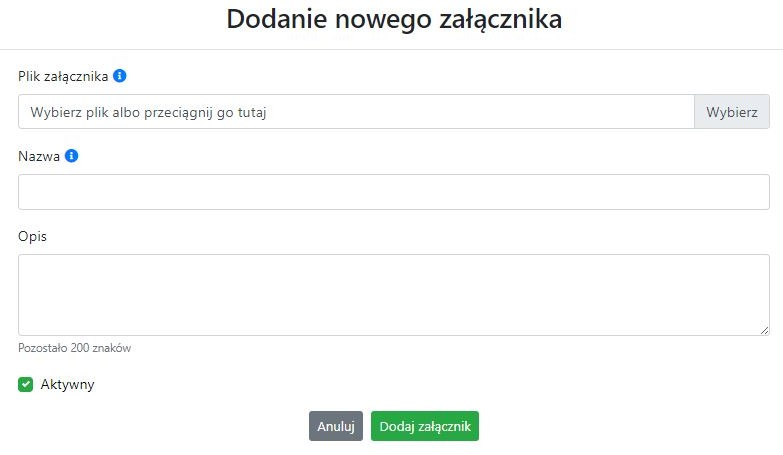 Dodanie nowego załącznika
Plik załącznika
Wybierz plik albo przeciągnij go tutaj Wybierz
Nazwa
Opis
Pozostało 200 znaków
Aktywny
Anuluj Dodaj załącznik